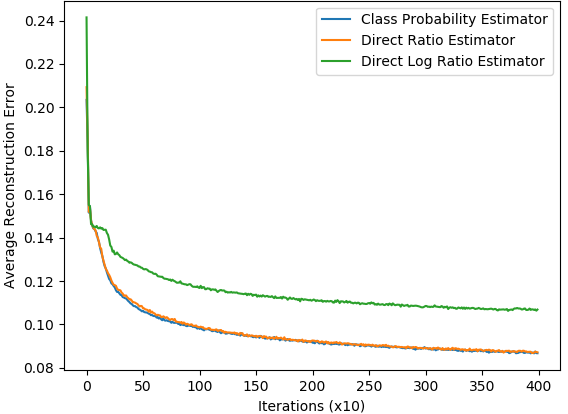 Class Probability Estimator
Direct Ratio Estimator
Direct Log Ratio Estimator
Average Reconstruction Error
0.24
0.22
0.20
0.18
0.16
0.14
0.12
0.10
0.08
0 50 100 150 200 250 300 350 400
Iterations (x10)